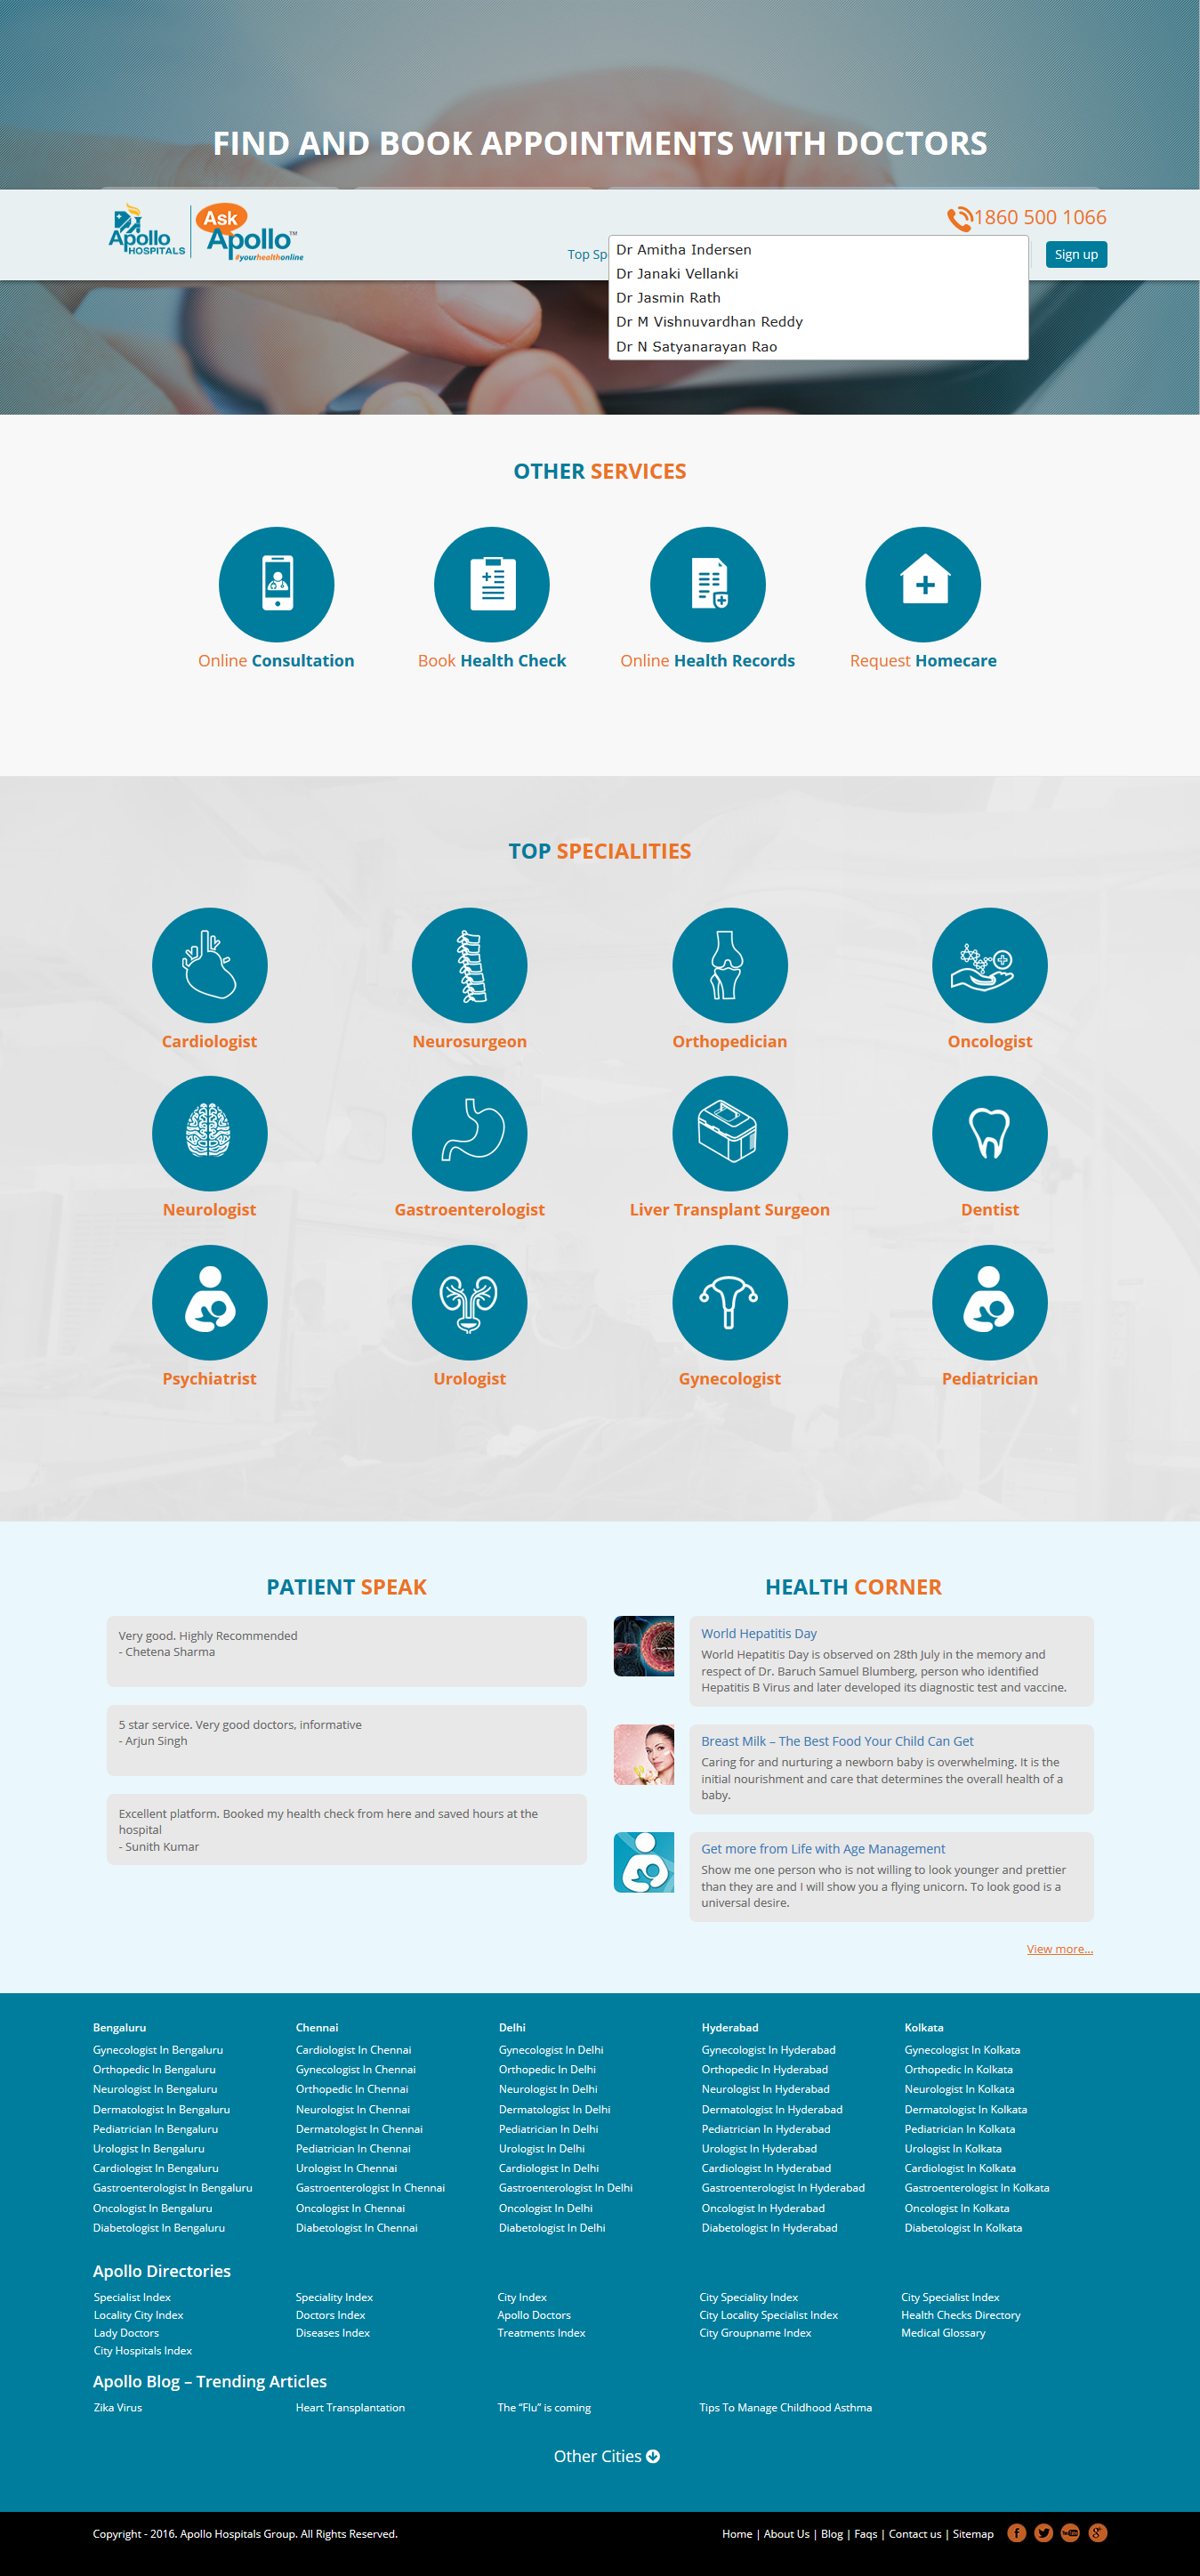 FIND AND BOOK APPOINTMENTS WITH DOCTORS
Apollo
HOSPITALS
Ask
Apollo™
#yourhealthonline
1860 500 1066
Top Sp
Sign up
Dr Amitha Indersen
Dr Janaki Vellanki
Dr Jasmin Rath
Dr M Vishnuvardhan Reddy
Dr N Satyanarayan Rao
OTHER SERVICES
Online Consultation
Book Health Check
Online Health Records
Request Homecare
TOP SPECIALITIES
Cardiologist
Neurosurgeon
Orthopedician
Oncologist
Neurologist
Gastroenterologist
Liver Transplant Surgeon
Dentist
Psychiatrist
Urologist
Gynecologist
Pediatrician
PATIENT SPEAK
Very good. Highly Recommended
- Chetena Sharma
5 star service. Very good doctors, informative
- Arjun Singh
Excellent platform. Booked my health check from here and saved hours at the
hospital
- Sunith Kumar
HEALTH CORNER
World Hepatitis Day
World Hepatitis Day is observed on 28th July in the memory and
respect of Dr. Baruch Samuel Blumberg, person who identified
Hepatitis B Virus and later developed its diagnostic test and vaccine.
Breast Milk – The Best Food Your Child Can Get
Caring for and nurturing a newborn baby is overwhelming. It is the
initial nourishment and care that determines the overall health of a
baby.
Get more from Life with Age Management
Show me one person who is not willing to look younger and prettier
than they are and I will show you a flying unicorn. To look good is a
universal desire.
View more...
Bengaluru
Gynecologist In Bengaluru
Orthopedic In Bengaluru
Neurologist In Bengaluru
Dermatologist In Bengaluru
Pediatrician In Bengaluru
Urologist In Bengaluru
Cardiologist In Bengaluru
Gastroenterologist In Bengaluru
Oncologist In Bengaluru
Diabetologist In Bengaluru
Chennai
Cardiologist In Chennai
Gynecologist In Chennai
Orthopedic In Chennai
Neurologist In Chennai
Dermatologist In Chennai
Pediatrician In Chennai
Urologist In Chennai
Gastroenterologist In Chennai
Oncologist In Chennai
Diabetologist In Chennai
Delhi
Gynecologist In Delhi
Orthopedic In Delhi
Neurologist In Delhi
Dermatologist In Delhi
Pediatrician In Delhi
Urologist In Delhi
Cardiologist In Delhi
Gastroenterologist In Delhi
Oncologist In Delhi
Diabetologist In Delhi
Hyderabad
Gynecologist In Hyderabad
Orthopedic In Hyderabad
Neurologist In Hyderabad
Dermatologist In Hyderabad
Pediatrician In Hyderabad
Urologist In Hyderabad
Cardiologist In Hyderabad
Gastroenterologist In Hyderabad
Oncologist In Hyderabad
Diabetologist In Hyderabad
Kolkata
Gynecologist In Kolkata
Orthopedic In Kolkata
Neurologist In Kolkata
Dermatologist In Kolkata
Pediatrician In Kolkata
Urologist In Kolkata
Cardiologist In Kolkata
Gastroenterologist In Kolkata
Oncologist In Kolkata
Diabetologist In Kolkata
Apollo Directories
Specialist Index
Speciality Index
City Index
City Speciality Index
City Specialist Index
Locality City Index
Doctors Index
Apollo Doctors
City Locality Specialist Index
Health Checks Directory
Lady Doctors
Diseases Index
Treatments Index
City Groupname Index
Medical Glossary
City Hospitals Index
Apollo Blog – Trending Articles
Zika Virus
Heart Transplantation
The “Flu” is coming
Tips To Manage Childhood Asthma
Other Cities
Copyright - 2016. Apollo Hospitals Group. All Rights Reserved.
Home | About Us | Blog | Faqs | Contact us | Sitemap